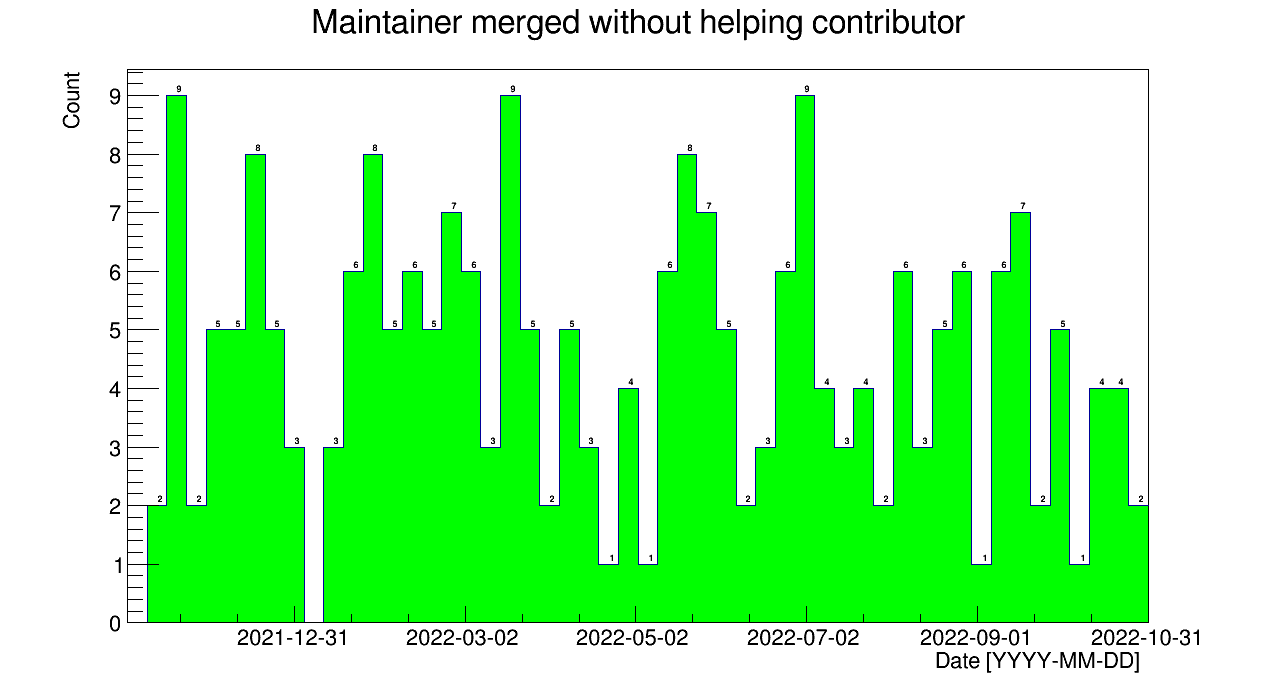 Maintainer merged without helping contributor
Count
9
8
7
6
5
4
3
2
1
0
2 9 2 5 5 8 5 3 3 6 8 5 6 5 7 6 3 9 5 2 5 3 1 4 1 6 8 7 5 2 3 6 9 4 3 4 2 6 3 5 6 1 6 7 2 5 1 4 4 2
2021-12-31 2022-03-02 2022-05-02 2022-07-02 2022-09-01 2022-10-31
Date [YYYY-MM-DD]